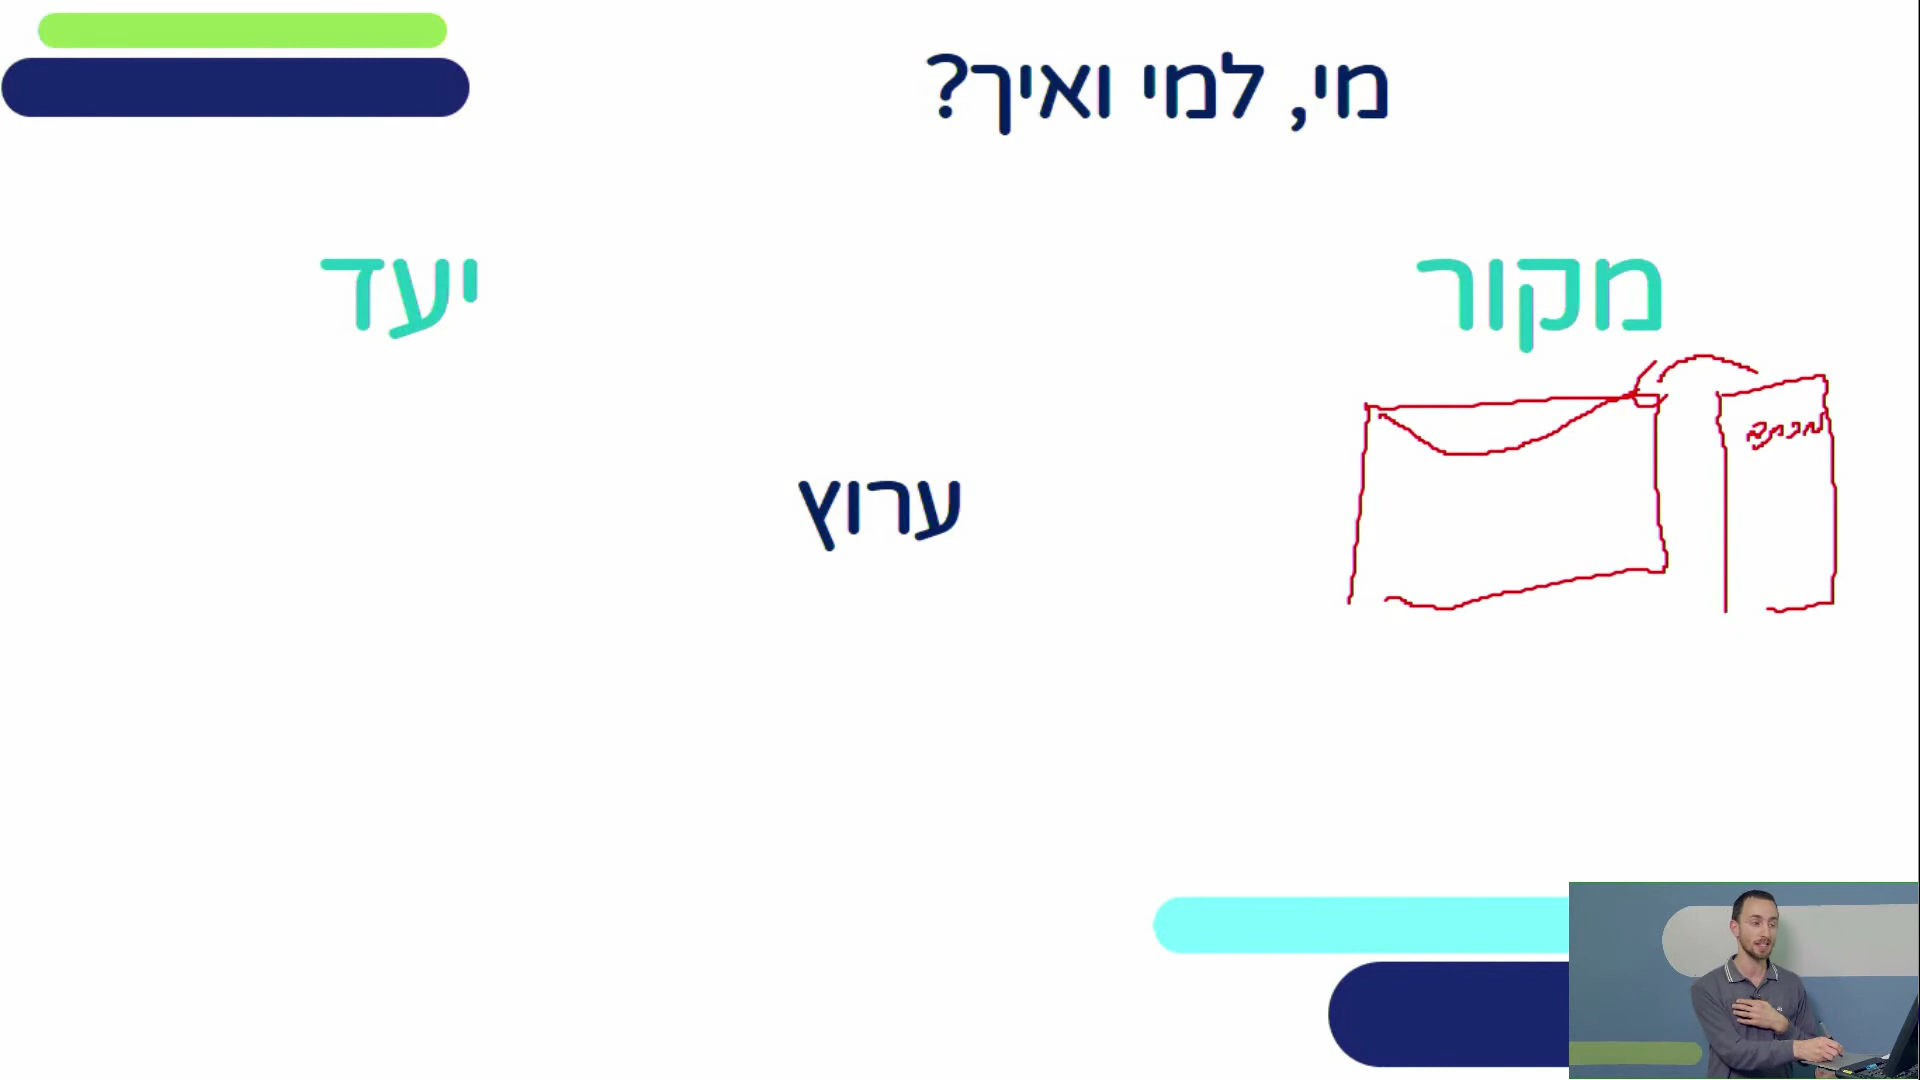 מי, למי ואיך?
מקור
יעד
ערוץ